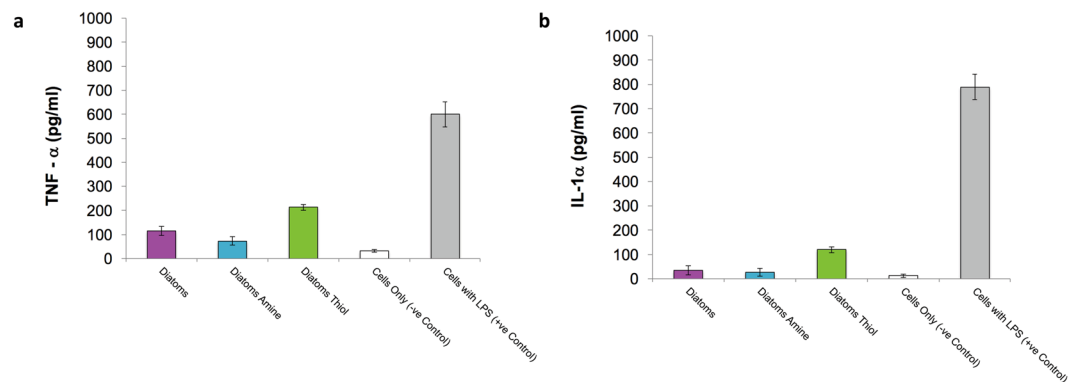 a
1000
900
800
700
600
500
400
300
200
100
0
TNF - α (pg/ml)
Diatoms
Diatoms Amine
Diatoms Thiol
Cells Only (-ve Control)
Cells with LPS (+ve Control)
b
1000
900
800
700
600
500
400
300
200
100
0
IL-1α (pg/ml)
Diatoms
Diatoms Amine
Diatoms Thiol
Cells Only (-ve Control)
Cells with LPS (+ve Control)